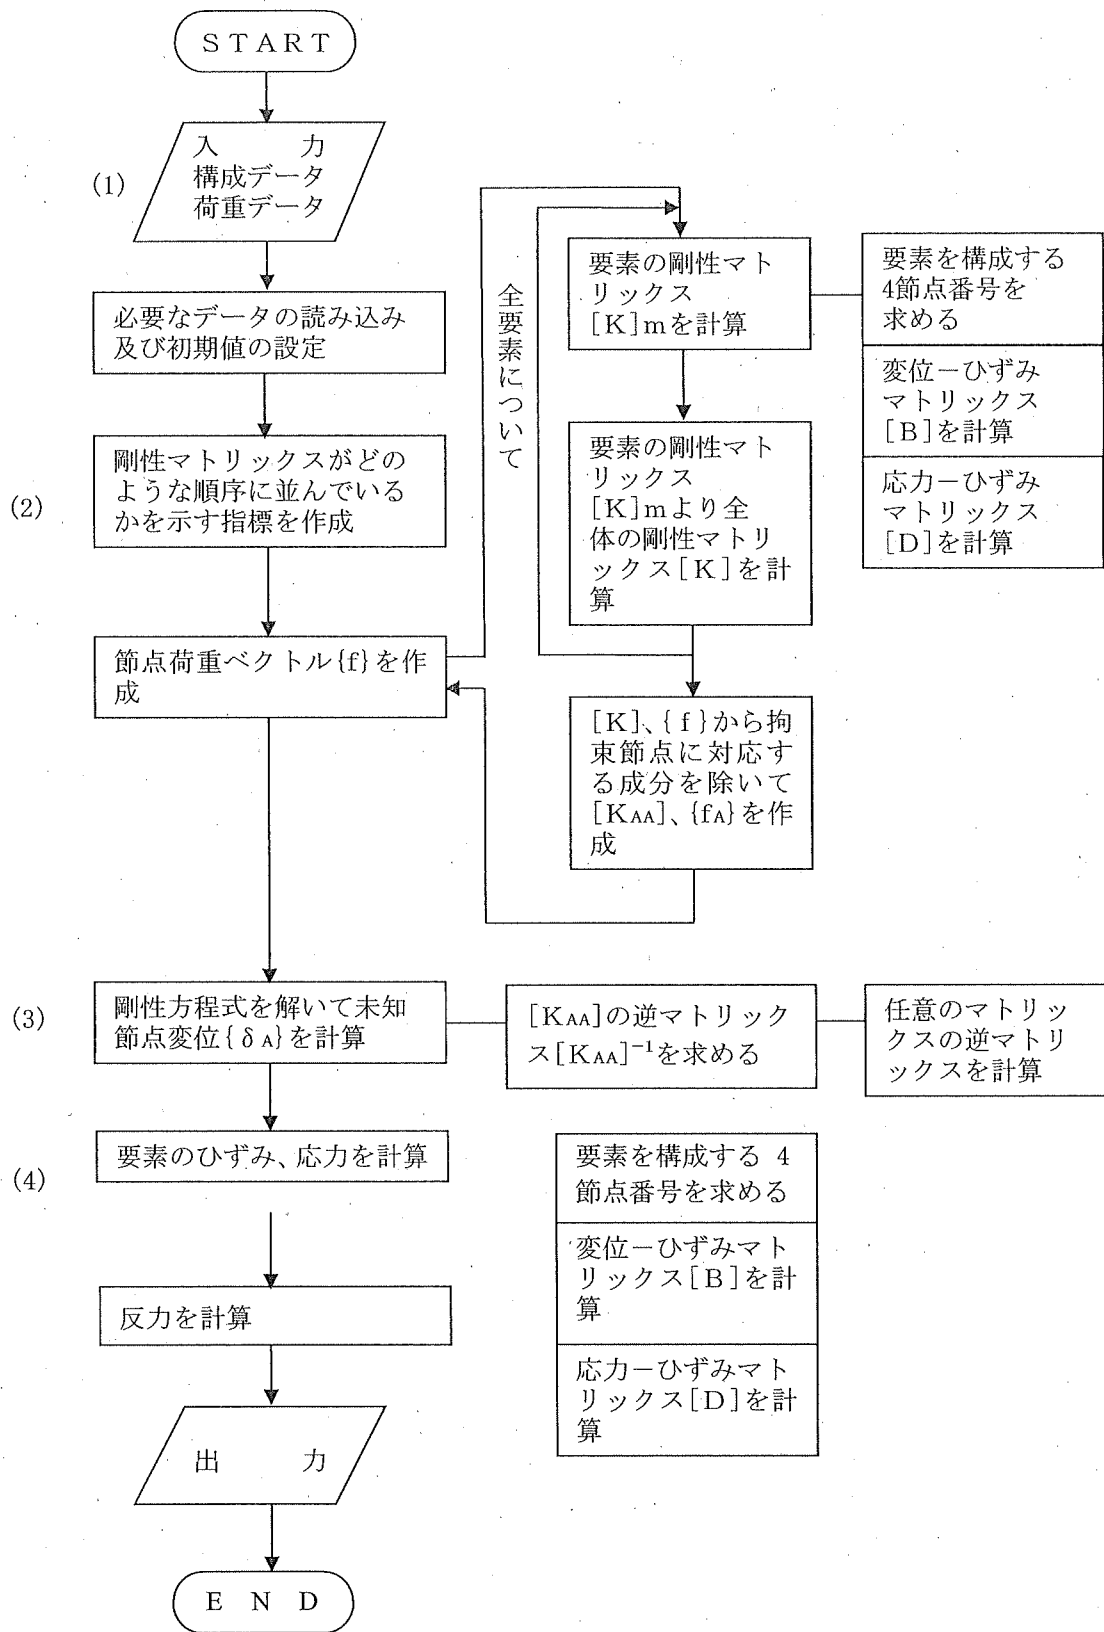 START
(1)
入 力
構成データ
荷重データ
必要なデータの読み込み
及び初期値の設定
(2)
剛性マトリックスがどの
ような順序に並んでいる
かを示す指標を作成
節点荷重ベクトル{f}を作
成
全要素について
要素の剛性マト
リックス
[K]mを計算
要素を構成する
4節点番号を
求める
変位－ひずみ
マトリックス
[B]を計算
応力－ひずみ
マトリックス
[D]を計算
要素の剛性マト
リックス
[K]mより全
体の剛性マトリ
ックス[K]を計
算
[K]、{f}から拘
束節点に対応す
る成分を除いて
[KAA]、{fA}を作
成
(3)
剛性方程式を解いて未知
節点変位{δA}を計算
[KAA]の逆マトリック
ス[KAA]⁻¹を求める
任意のマトリッ
クスの逆マトリ
ックスを計算
(4)
要素のひずみ、応力を計算
要素を構成する 4
節点番号を求める
変位－ひずみマト
リックス[B]を計
算
応力－ひずみマト
リックス[D]を計
算
反力を計算
出 力
END